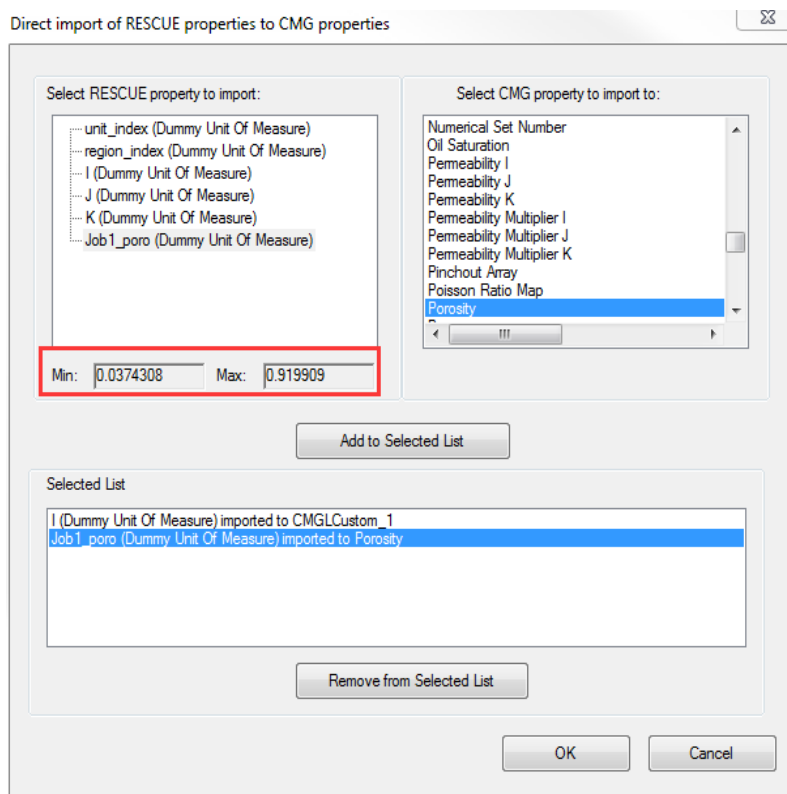 Direct import of RESCUE properties to CMG properties
Select RESCUE property to import:
unit_index (Dummy Unit Of Measure)
region_index (Dummy Unit Of Measure)
I (Dummy Unit Of Measure)
J (Dummy Unit Of Measure)
K (Dummy Unit Of Measure)
Job1_poro (Dummy Unit Of Measure)
Min: 0.0374308 Max: 0.919909
Select CMG property to import to:
Numerical Set Number
Oil Saturation
Permeability I
Permeability J
Permeability K
Permeability Multiplier I
Permeability Multiplier J
Permeability Multiplier K
Pinchout Array
Poisson Ratio Map
Porosity
Add to Selected List
Selected List
I (Dummy Unit Of Measure) imported to CMGLCustom_1
Job1_poro (Dummy Unit Of Measure) imported to Porosity
Remove from Selected List
OK Cancel